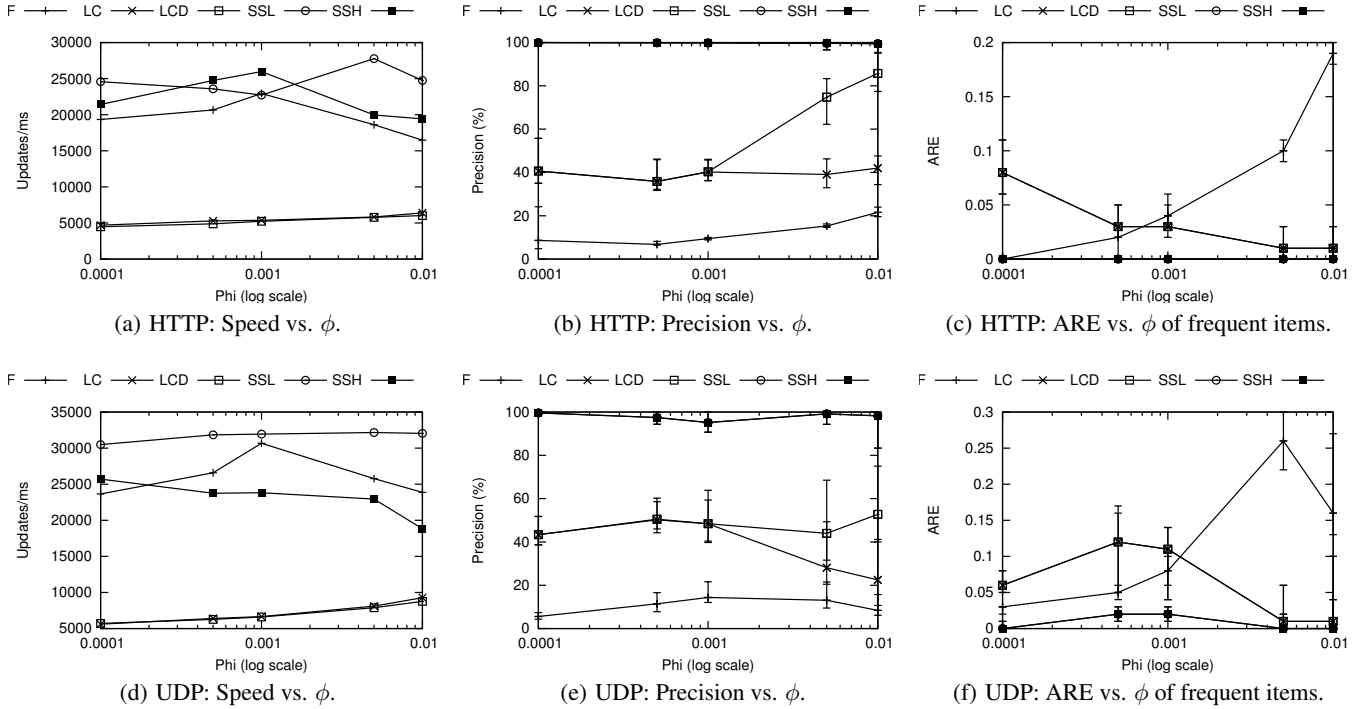 F LC LCD SSL SSH
30000
25000
20000
15000
10000
5000
0
Updates/ms
0.0001 0.001 0.01
Phi (log scale)
(a) HTTP: Speed vs. ϕ.
F LC LCD SSL SSH
100
80
60
40
20
0
Precision (%)
0.0001 0.001 0.01
Phi (log scale)
(b) HTTP: Precision vs. ϕ.
F LC LCD SSL SSH
0.2
0.15
0.1
0.05
0
ARE
0.0001 0.001 0.01
Phi (log scale)
(c) HTTP: ARE vs. ϕ of frequent items.
F LC LCD SSL SSH
35000
30000
25000
20000
15000
10000
5000
Updates/ms
0.0001 0.001 0.01
Phi (log scale)
(d) UDP: Speed vs. ϕ.
F LC LCD SSL SSH
100
80
60
40
20
0
Precision (%)
0.0001 0.001 0.01
Phi (log scale)
(e) UDP: Precision vs. ϕ.
F LC LCD SSL SSH
0.3
0.25
0.2
0.15
0.1
0.05
0
ARE
0.0001 0.001 0.01
Phi (log scale)
(f) UDP: ARE vs. ϕ of frequent items.